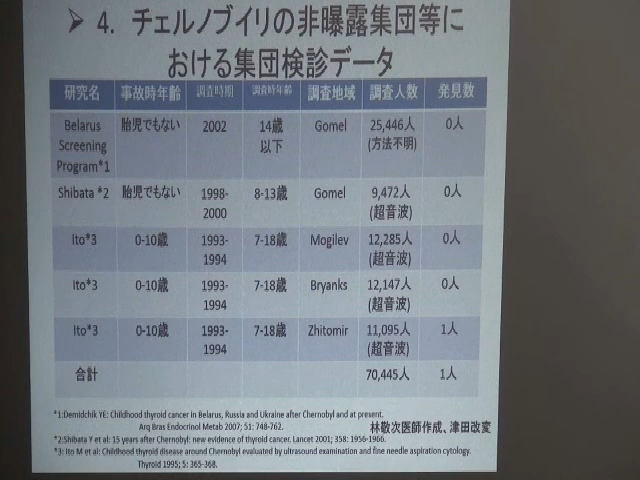 ➢ 4. チェルノブイリの非曝露集団等に
おける集団検診データ
研究名 事故時年齢 調査時期 調査時年齢 調査地域 調査人数 発見数
Belarus Screening Program*1 胎児でもない 2002 14歳以下 Gomel 25,446人 (方法不明) 0人
Shibata *2 胎児でもない 1998-2000 8-13歳 Gomel 9,472人 (超音波) 0人
Ito*3 0-10歳 1993-1994 7-18歳 Mogilev 12,285人 (超音波) 0人
Ito*3 0-10歳 1993-1994 7-18歳 Bryanks 12,147人 (超音波) 0人
Ito*3 0-10歳 1993-1994 7-18歳 Zhitomir 11,095人 (超音波) 1人
合計 70,445人 1人
*1:Demidchik YE: Childhood thyroid cancer in Belarus, Russia and Ukraine after Chernobyl and at present.
Arq Bras Endocrinol Metab 2007; 51: 748-762.
林敬次医師作成、津田改変
*2:Shibata Y et al: 15 years after Chernobyl: new evidence of thyroid cancer. Lancet 2001; 358: 1956-1966.
*3: Ito M et al: Childhood thyroid disease around Chernobyl evaluated by ultrasound examination and fine needle aspiration cytology.
Thyroid 1995; 5: 365-368.